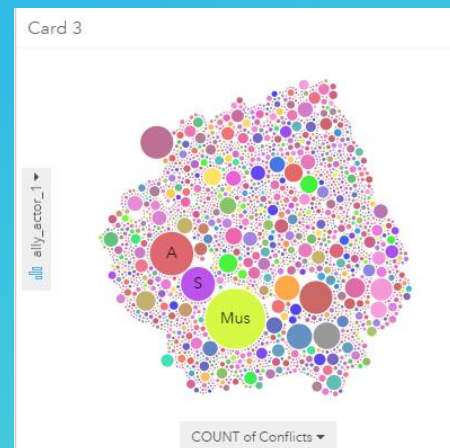 Card 3
ally_actor_1
A
S
Mus
COUNT of Conflicts